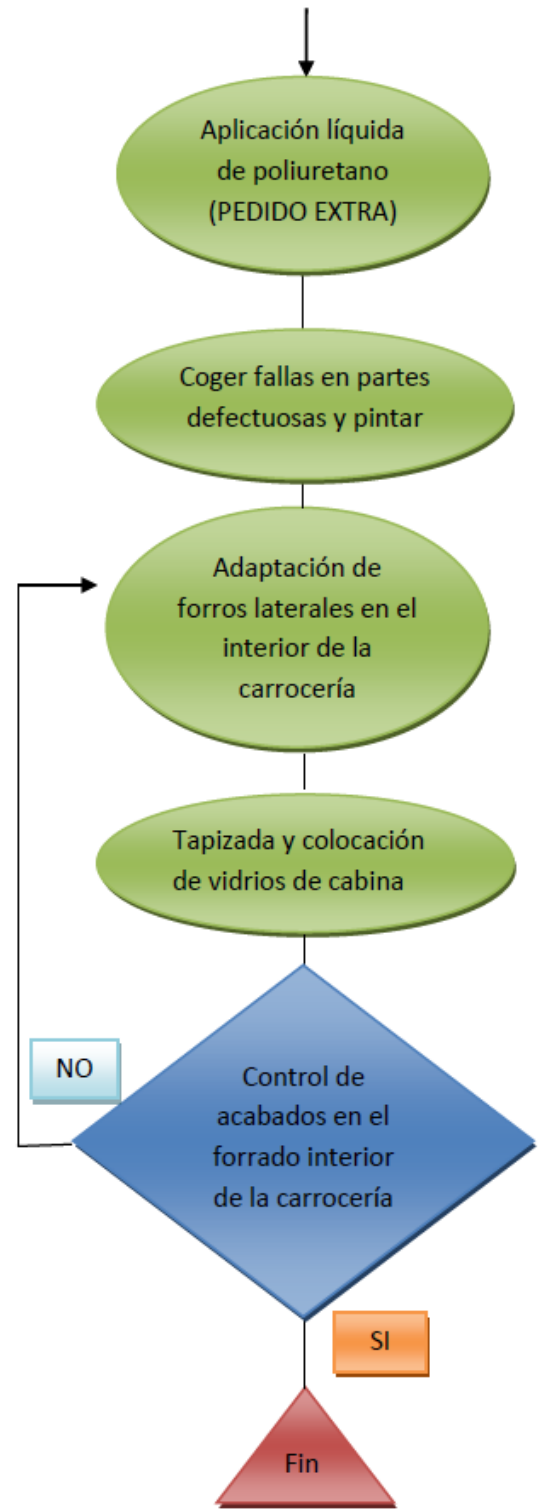 Aplicación líquida
de poliuretano
(PEDIDO EXTRA)
Coger fallas en partes
defectuosas y pintar
Adaptación de
forros laterales en el
interior de la
carrocería
Tapizada y colocación
de vidrios de cabina
NO
Control de
acabados en el
forrado interior
de la carrocería
SI
Fin